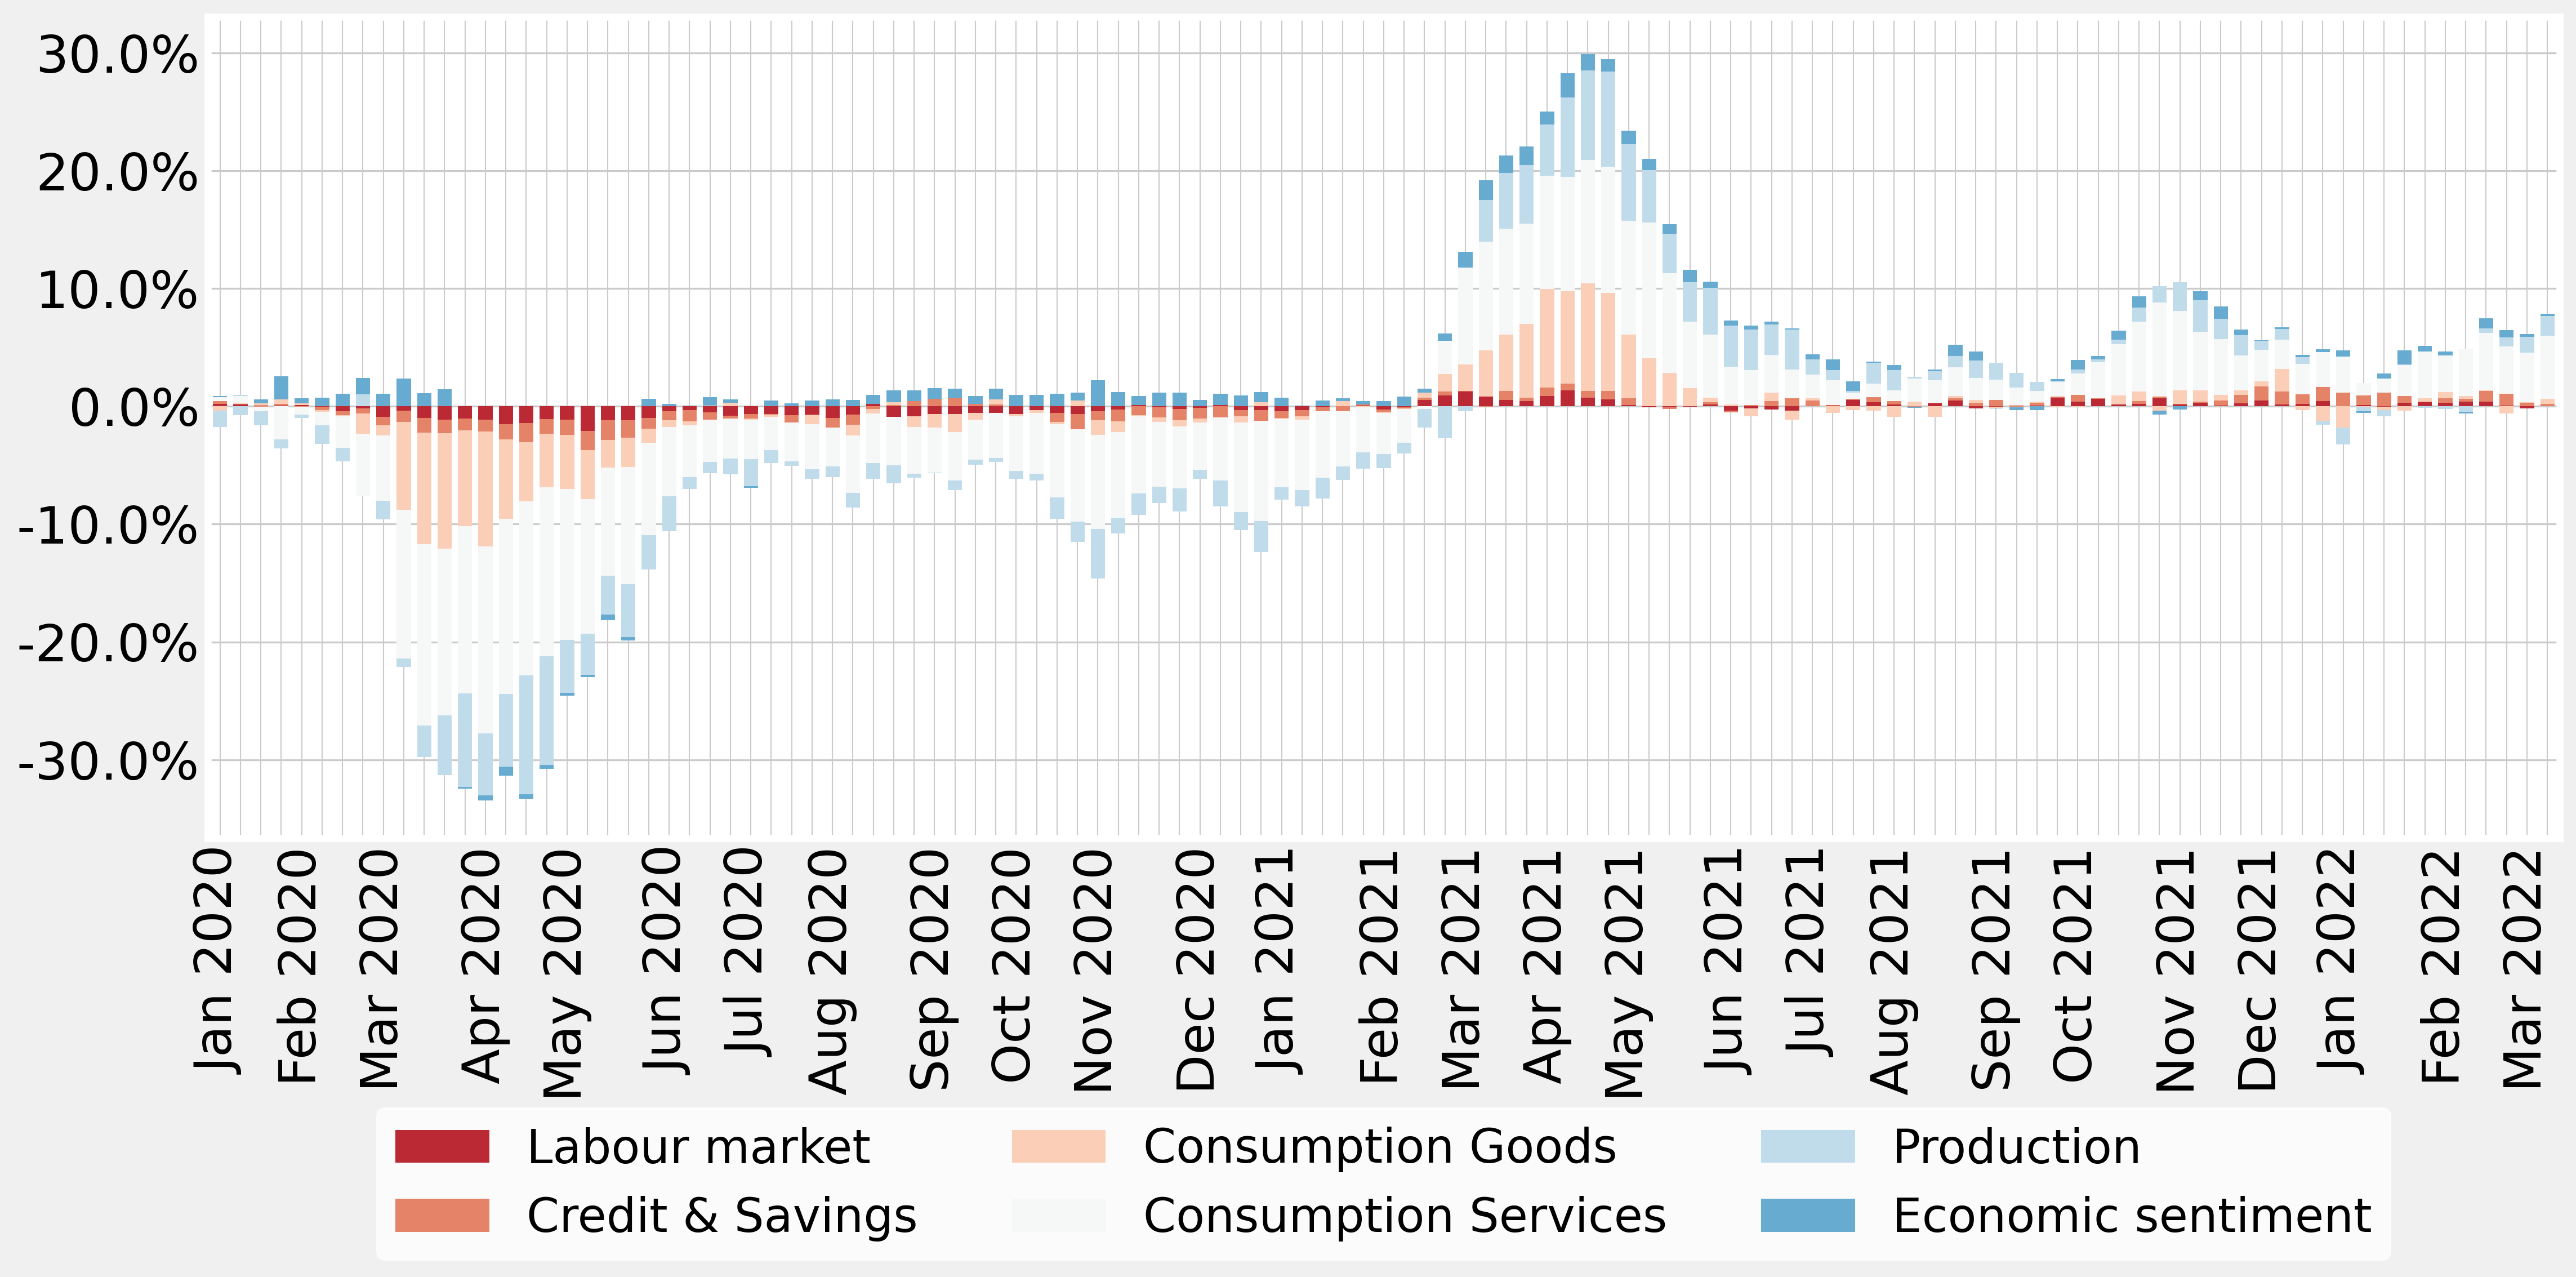 30.0%
20.0%
10.0%
0.0%
-10.0%
-20.0%
-30.0%
Jan 2020
Feb 2020
Mar 2020
Apr 2020
May 2020
Jun 2020
Jul 2020
Aug 2020
Sep 2020
Oct 2020
Nov 2020
Dec 2020
Jan 2021
Feb 2021
Mar 2021
Apr 2021
May 2021
Jun 2021
Jul 2021
Aug 2021
Sep 2021
Oct 2021
Nov 2021
Dec 2021
Jan 2022
Feb 2022
Mar 2022
Labour market
Credit & Savings
Consumption Goods
Consumption Services
Production
Economic sentiment